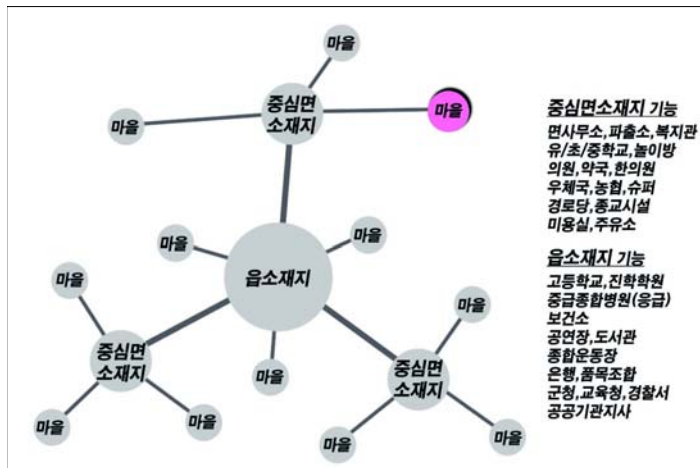 마을
중심면
소재지
마을
마을
마을
마을
읍소재지
마을
마을
중심면
소재지
마을
마을
마을
중심면
소재지
마을
마을
마을
중심면소재지 기능
면사무소,파출소,복지관
유/초/중학교,놀이방
의원,약국,한의원
우체국,농협,슈퍼
경로당,종교시설
미용실,주유소
읍소재지 기능
고등학교,진학학원
중급종합병원(응급)
보건소
공연장,도서관
종합운동장
은행,품목조합
군청,교육청,경찰서
공공기관지사